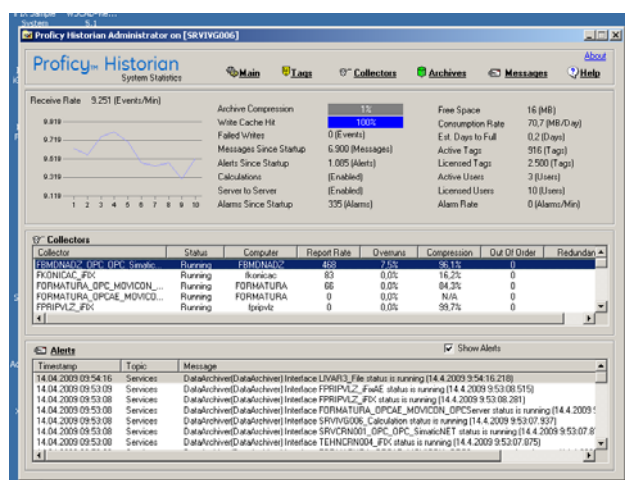 System 5.1
Proficy Historian Administrator on [SRVIVG006]
About
Proficy™ Historian
System Statistics
Main Tags Collectors Archives Messages Help
Receive Rate 9.251 (Events/Min)
9.919
9.719
9.519
9.319
9.119
1 2 3 4 5 6 7 8 9 10
Archive Compression 1%
Write Cache Hit 100%
Failed Writes 0 (Events)
Messages Since Startup 6.900 (Messages)
Alerts Since Startup 1.085 (Alerts)
Calculations (Enabled)
Server to Server (Enabled)
Alarms Since Startup 335 (Alarms)
Free Space 16 (MB)
Consumption Rate 70,7 (MB/Day)
Est. Days to Full 0,2 (Days)
Active Tags 916 (Tags)
Licensed Tags 2.500 (Tags)
Active Users 3 (Users)
Licensed Users 10 (Users)
Alarm Rate 0 (Alarms/Min)
Collectors
Collector Status Computer Report Rate Overruns Compression Out Of Order Redundan
FBMDNADZ_OPC_OPC_Simatic... Running FBMDNADZ 468 7,5% 96,1% 0
FKONICAC_iFIX Running fkonicac 83 0,0% 16,2% 0
FORMATURA_OPC_MOVICON_... Running FORMATURA 66 0,0% 84,3% 0
FORMATURA_OPCAE_MOVICO... Running FORMATURA 0 0,0% N/A 0
FPRIPVLZ_iFIX Running fpripvlz 0 0,0% 99,7% 0
Alerts
Show Alerts
Timestamp Topic Message
14.04.2009 09:54:16 Services DataArchiver(DataArchiver) Interface LIVAR3_File status is running (14.4.2009 9:54:16.218)
14.04.2009 09:53:09 Services DataArchiver(DataArchiver) Interface FPRIPVLZ_iFixAE status is running (14.4.2009 9:53:08.515)
14.04.2009 09:53:08 Services DataArchiver(DataArchiver) Interface FPRIPVLZ_iFIX status is running (14.4.2009 9:53:08.281)
14.04.2009 09:53:08 Services DataArchiver(DataArchiver) Interface FORMATURA_OPCAE_MOVICON_OPCServer status is running (14.4.2009
14.04.2009 09:53:08 Services DataArchiver(DataArchiver) Interface SRVIVG006_Calculation status is running (14.4.2009 9:53:07.937)
14.04.2009 09:53:08 Services DataArchiver(DataArchiver) Interface SRVCRN001_OPC_OPC_SimaticNET status is running (14.4.2009 9:53:07.8
14.04.2009 09:53:08 Services DataArchiver(DataArchiver) Interface TEHNCRN004_iFIX status is running (14.4.2009 9:53:07.875)